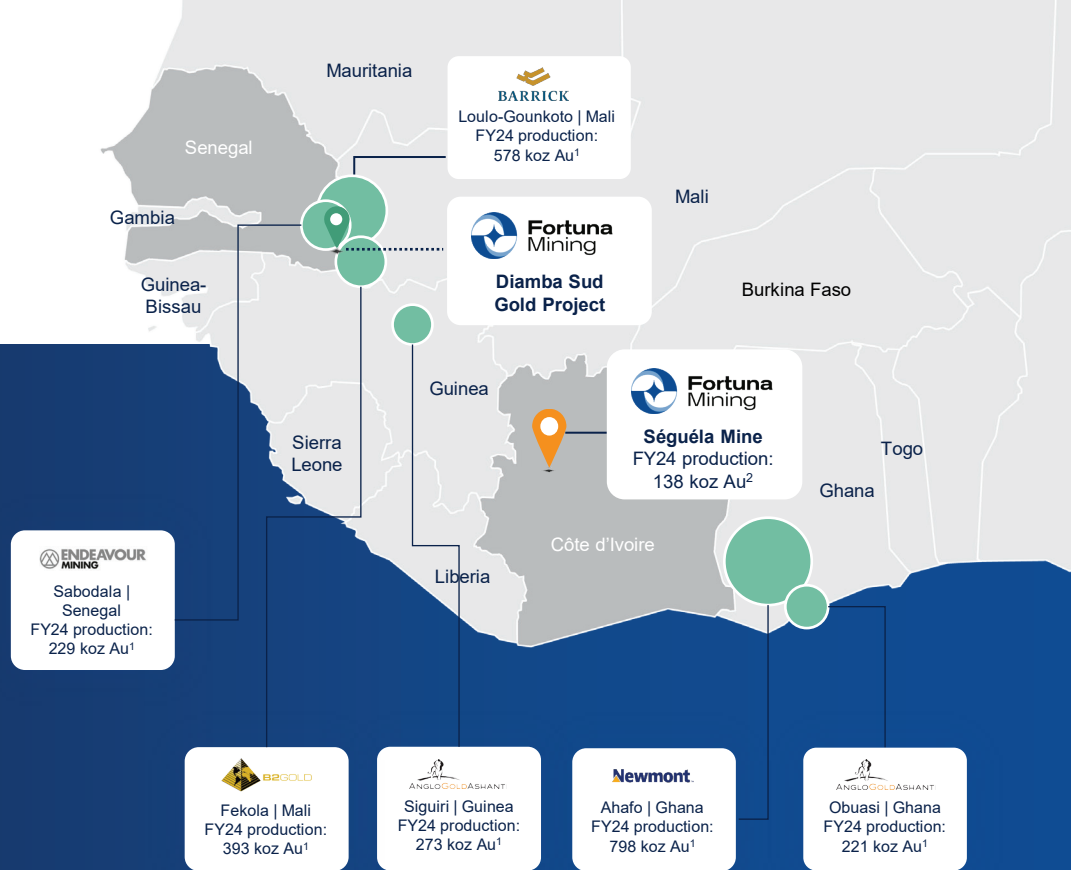 Mauritania
BARRICK
Loulo-Gounkoto | Mali
FY24 production:
578 koz Au¹
Senegal
Mali
Gambia
Fortuna
Mining
Diamba Sud
Gold Project
Guinea-
Bissau
Burkina Faso
Guinea
Fortuna
Mining
Séguéla Mine
FY24 production:
138 koz Au²
Sierra
Leone
Togo
Ghana
Côte d'Ivoire
Liberia
ENDEAVOUR
MINING
Sabodala |
Senegal
FY24 production:
229 koz Au¹
B2GOLD
Fekola | Mali
FY24 production:
393 koz Au¹
ANGLOGOLDASHANTI
Siguiri | Guinea
FY24 production:
273 koz Au¹
Newmont.
Ahafo | Ghana
FY24 production:
798 koz Au¹
ANGLOGOLDASHANTI
Obuasi | Ghana
FY24 production:
221 koz Au¹